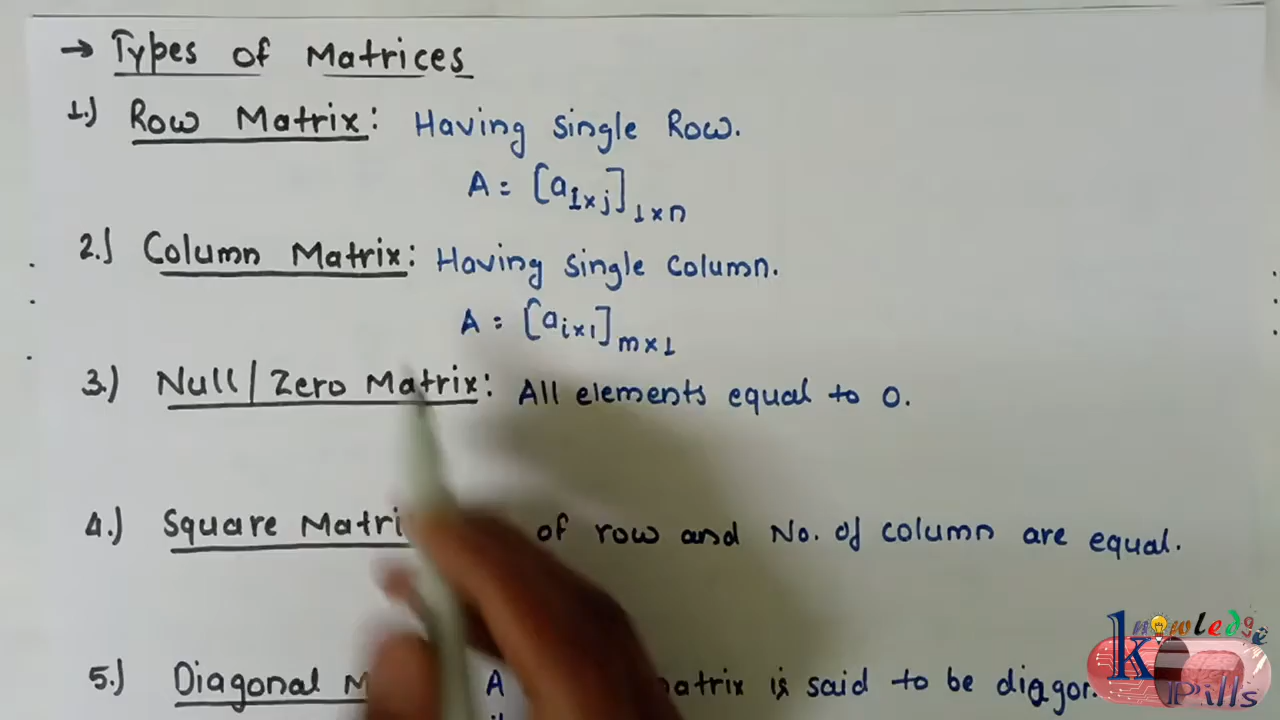 → Types of Matrices
1.) Row Matrix: Having single Row.
A = [a1×j]1×n
2.) Column Matrix: Having single column.
A = [ai×1]m×1
3.) Null/Zero Matrix: All elements equal to 0.
4.) Square Matri of row and No. of column are equal.
5.) Diagonal M A matrix is said to be diagon
knowledge
Pills